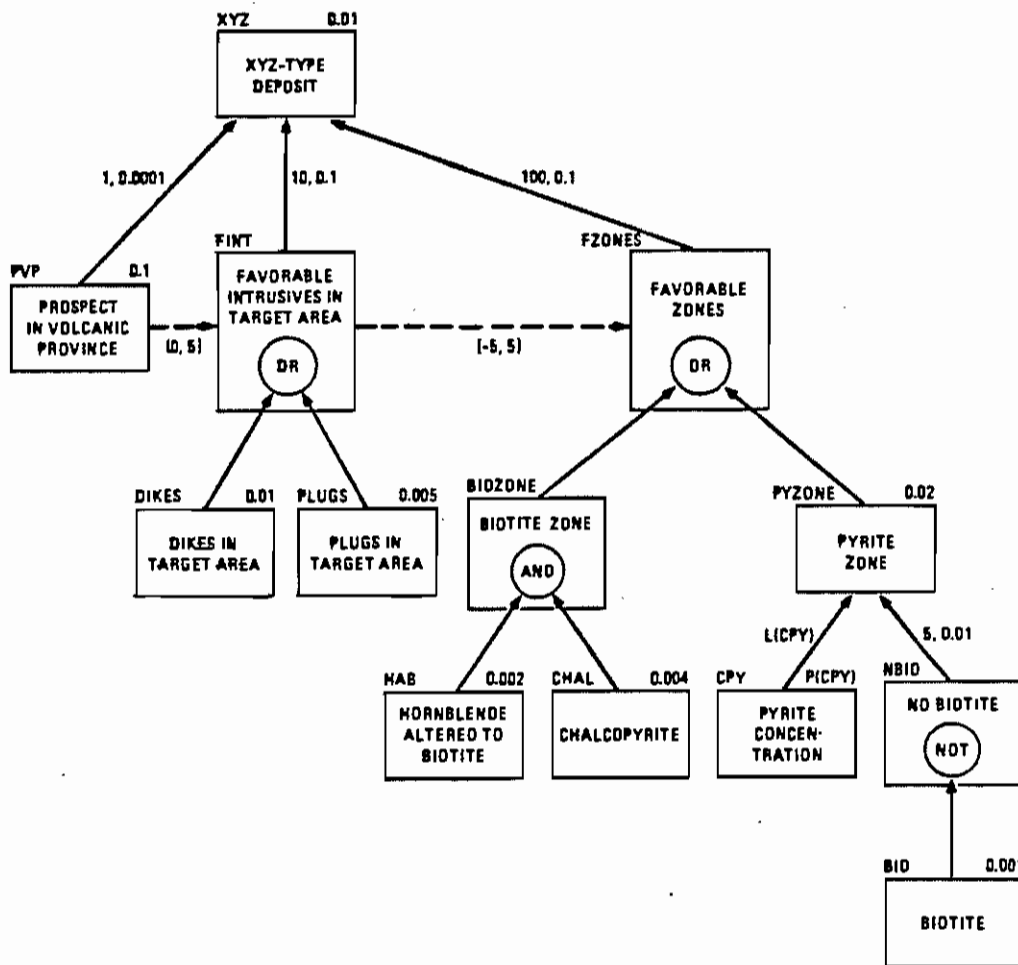 XYZ 0.01
XYZ-TYPE
DEPOSIT
1, 0.0001
10, 0.1
100, 0.1
PVP 0.1
PROSPECT
IN VOLCANIC
PROVINCE
(0, 5]
FINT
FAVORABLE
INTRUSIVES IN
TARGET AREA
OR
[-5, 5]
FZONES
FAVORABLE
ZONES
OR
DIKES 0.01
DIKES IN
TARGET AREA
PLUGS 0.005
PLUGS IN
TARGET AREA
BIOZONE
BIOTITE ZONE
AND
PYZONE 0.02
PYRITE
ZONE
L(CPY)
5, 0.01
HAB 0.002
HORNBLENDE
ALTERED TO
BIOTITE
CHAL 0.004
CHALCOPYRITE
CPY P(CPY)
PYRITE
CONCEN-
TRATION
NBIO
NO BIOTITE
NOT
BIO 0.001
BIOTITE